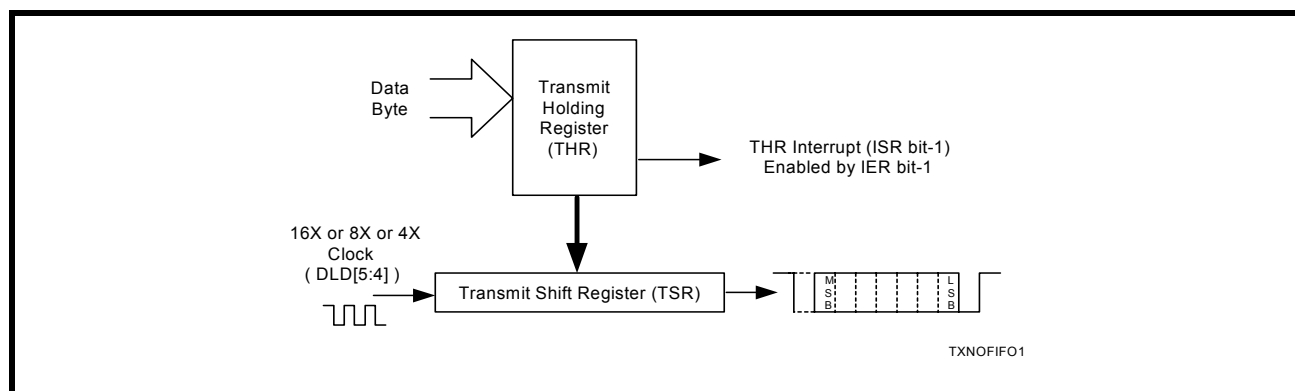 Data
Byte
Transmit
Holding
Register
(THR)
THR Interrupt (ISR bit-1)
Enabled by IER bit-1
16X or 8X or 4X
Clock
( DLD[5:4] )
Transmit Shift Register (TSR)
M
S
B
L
S
B
TXNOFIFO1